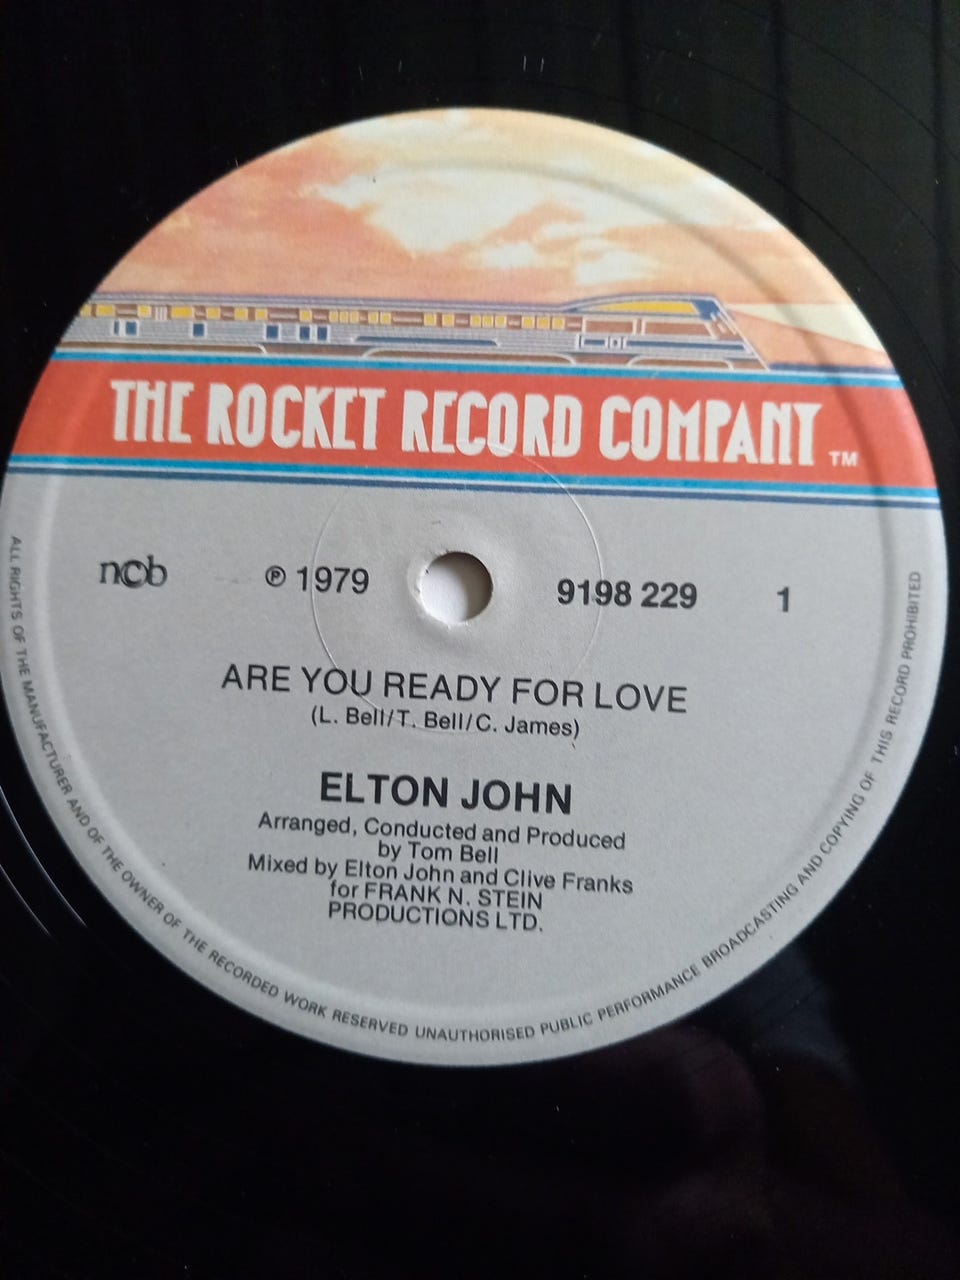 THE ROCKET RECORD COMPANY TM
ncb ℗ 1979 9198 229 1
ARE YOU READY FOR LOVE
(L. Bell/T. Bell/C. James)
ELTON JOHN
Arranged, Conducted and Produced
by Tom Bell
Mixed by Elton John and Clive Franks
for FRANK N. STEIN
PRODUCTIONS LTD.
ALL RIGHTS OF THE MANUFACTURER AND OF THE OWNER OF THE RECORDED WORK RESERVED UNAUTHORISED PUBLIC PERFORMANCE BROADCASTING AND COPYING OF THIS RECORD PROHIBITED